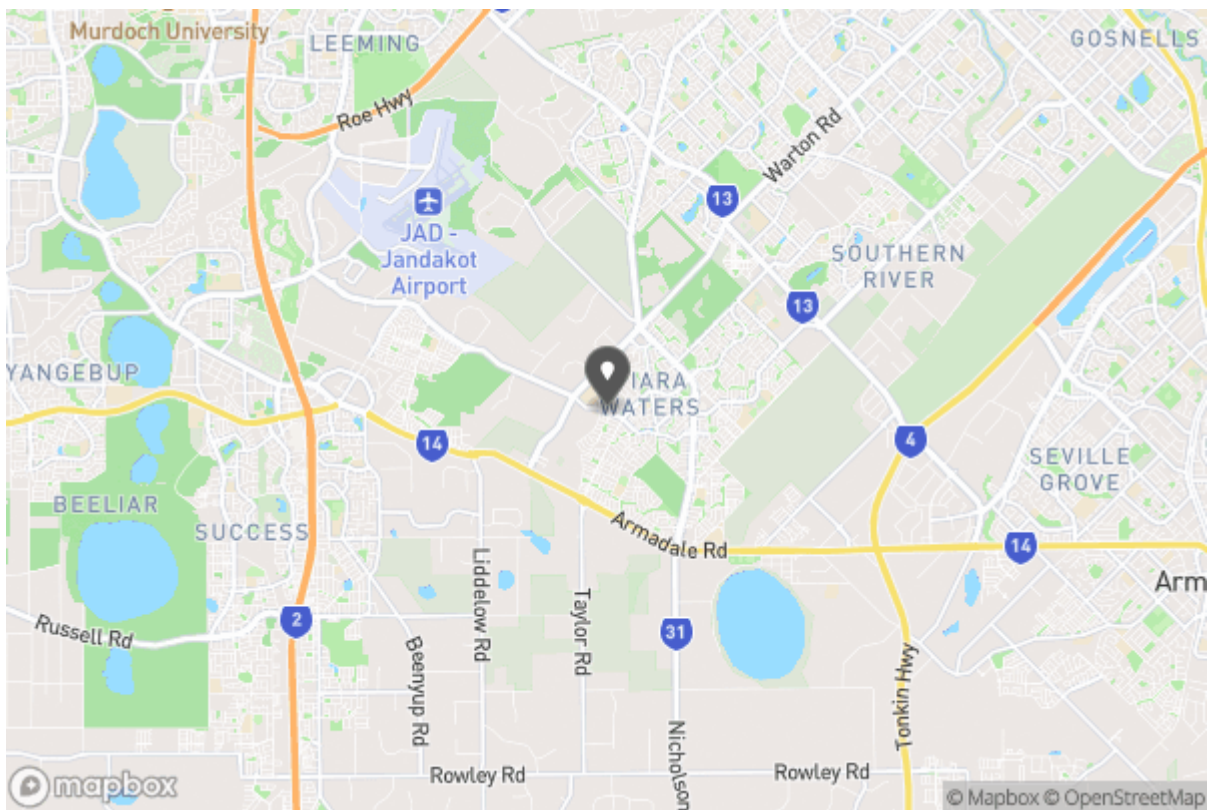 Murdoch University
LEEMING
GOSNELLS
Roe Hwy
Warton Rd
13
JAD -
Jandakot
Airport
SOUTHERN
RIVER
13
YANGEBUP
IARA
WATERS
14
4
SEVILLE
GROVE
BEELIAR
SUCCESS
Armadale Rd
14
Liddelow Rd
Taylor Rd
Arm
Russell Rd
2
31
Beenyup Rd
Tonkin Hwy
Nicholson
Rowley Rd
Rowley Rd
mapbox
© Mapbox © OpenStreetMap